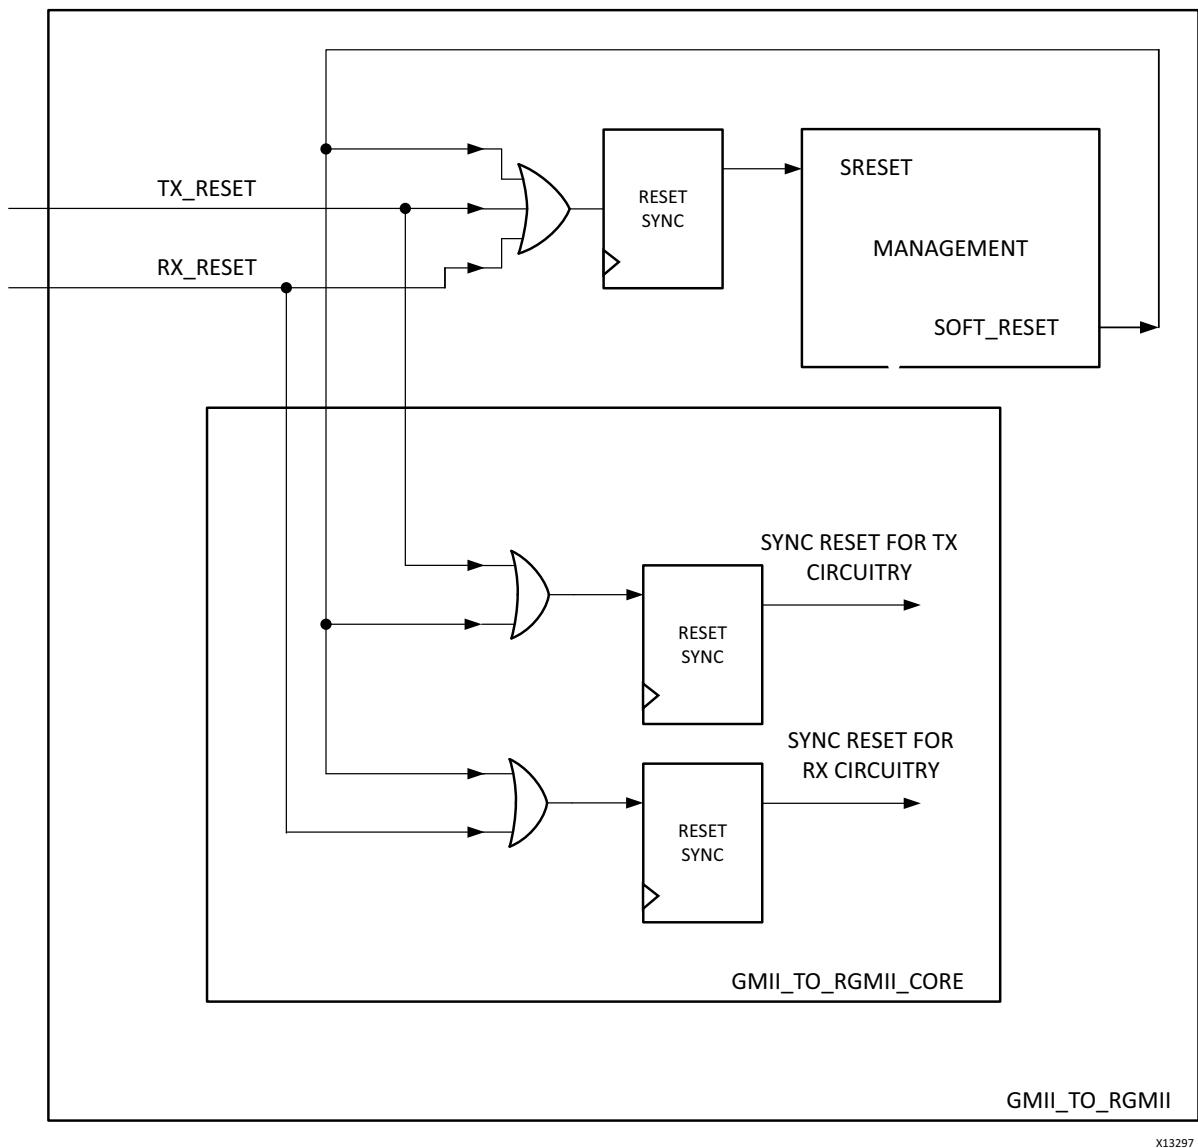 TX_RESET
RX_RESET
RESET
SYNC
SRESET
MANAGEMENT
SOFT_RESET
SYNC RESET FOR TX
CIRCUITRY
RESET
SYNC
SYNC RESET FOR
RX CIRCUITRY
RESET
SYNC
GMII_TO_RGMII_CORE
GMII_TO_RGMII
X13297